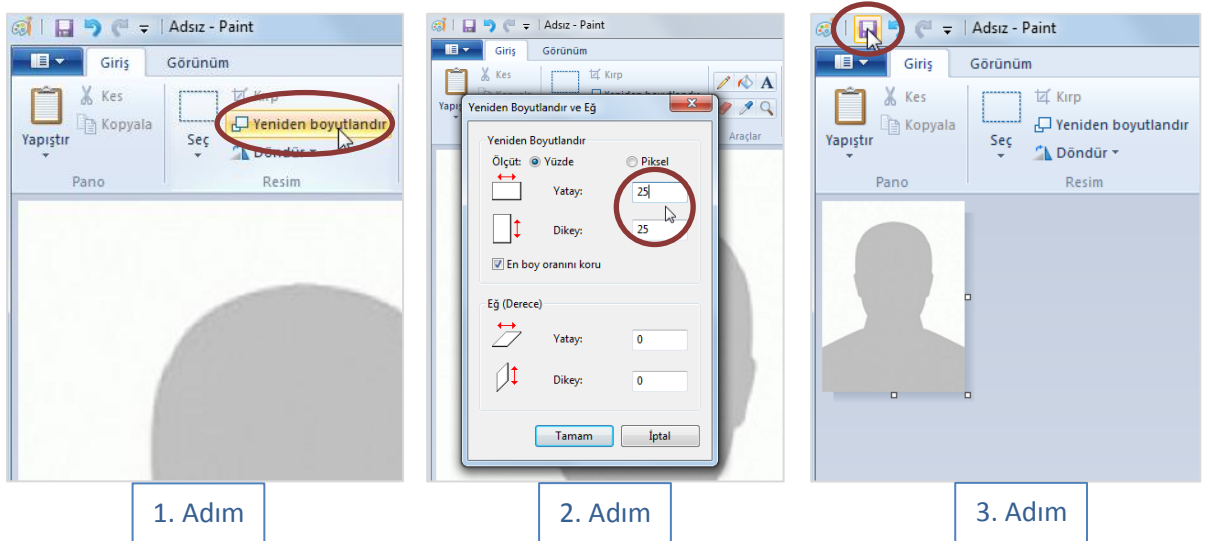 Adsız - Paint
Giriş Görünüm
Kes
Kopyala
Yapıştır
Kırp
Yeniden boyutlandır
Seç
Döndür
Pano Resim
1. Adım
Adsız - Paint
Giriş Görünüm
Kes
Kırp
A
Araçlar
Yeniden Boyutlandır ve Eğ
Yeniden Boyutlandır
Ölçüt: Yüzde Piksel
Yatay: 25
Dikey: 25
En boy oranını koru
Eğ (Derece)
Yatay: 0
Dikey: 0
Tamam İptal
2. Adım
Adsız - Paint
Giriş Görünüm
Kes
Kopyala
Yapıştır
Kırp
Yeniden boyutlandır
Seç
Döndür
Pano Resim
3. Adım